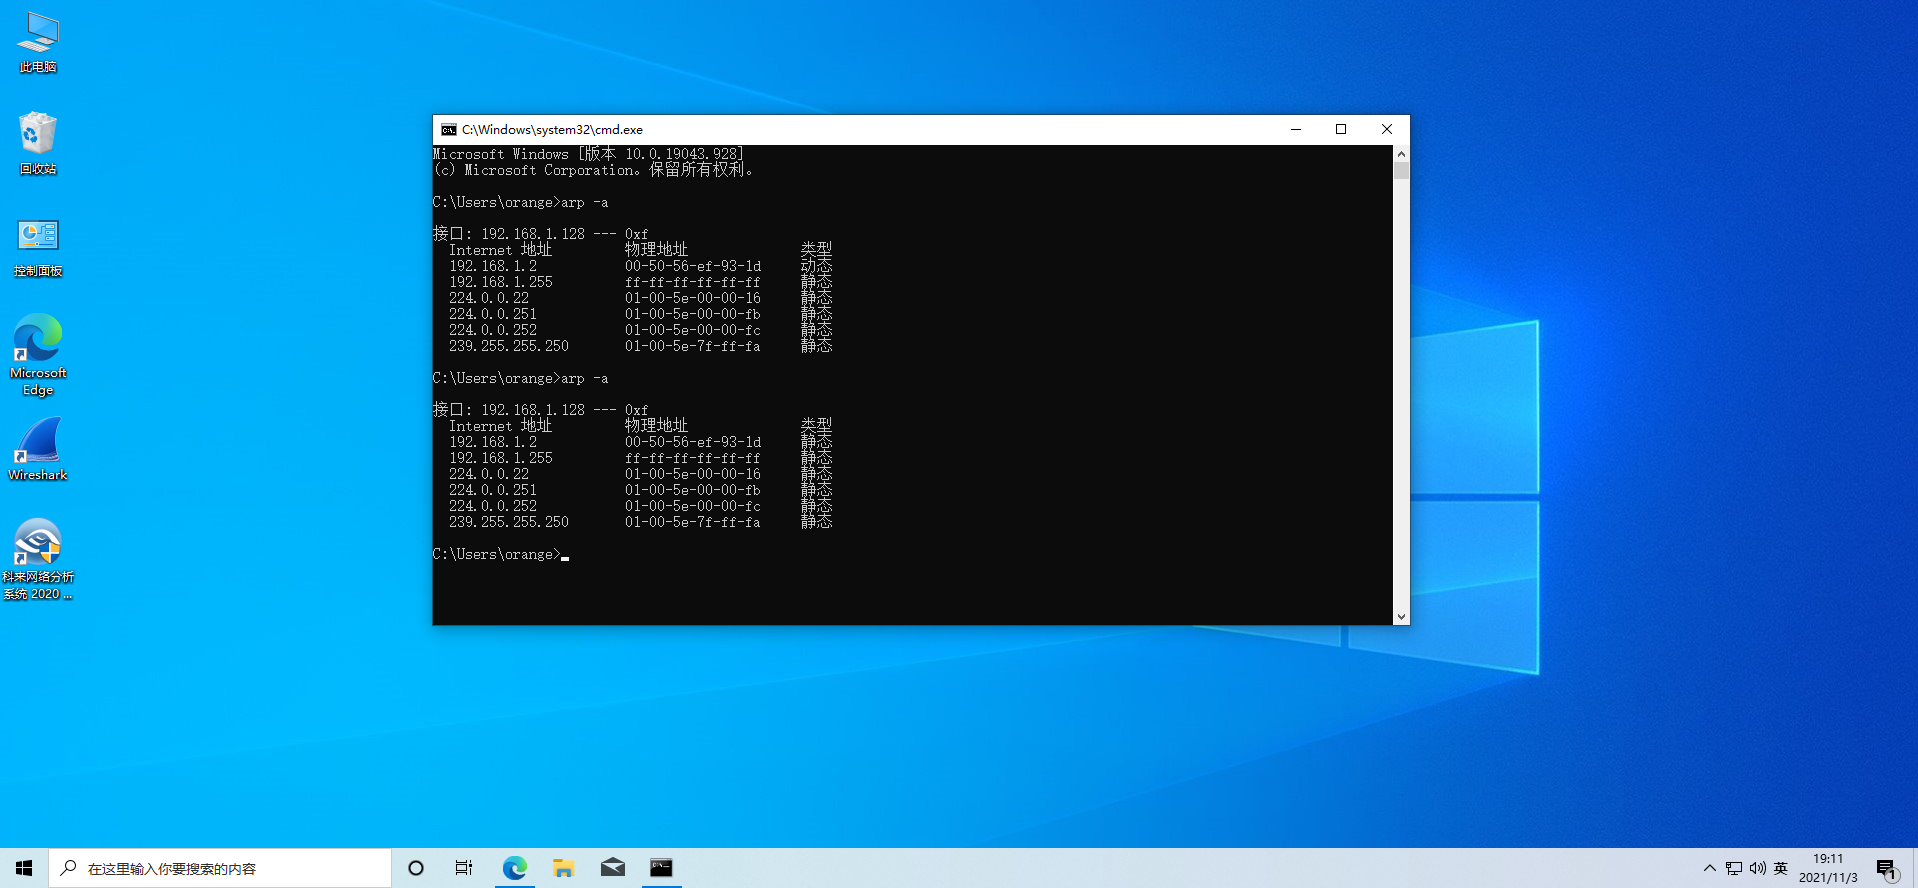 此电脑
回收站
控制面板
Microsoft
Edge
Wireshark
科来网络分析
系统 2020 ...
C:\Windows\system32\cmd.exe
Microsoft Windows [版本 10.0.19043.928]
(c) Microsoft Corporation。保留所有权利。
C:\Users\orange>arp -a
接口: 192.168.1.128 --- 0xf
Internet 地址 物理地址 类型
192.168.1.2 00-50-56-ef-93-1d 动态
192.168.1.255 ff-ff-ff-ff-ff-ff 静态
224.0.0.22 01-00-5e-00-00-16 静态
224.0.0.251 01-00-5e-00-00-fb 静态
224.0.0.252 01-00-5e-00-00-fc 静态
239.255.255.250 01-00-5e-7f-ff-fa 静态
C:\Users\orange>arp -a
接口: 192.168.1.128 --- 0xf
Internet 地址 物理地址 类型
192.168.1.2 00-50-56-ef-93-1d 静态
192.168.1.255 ff-ff-ff-ff-ff-ff 静态
224.0.0.22 01-00-5e-00-00-16 静态
224.0.0.251 01-00-5e-00-00-fb 静态
224.0.0.252 01-00-5e-00-00-fc 静态
239.255.255.250 01-00-5e-7f-ff-fa 静态
C:\Users\orange>
在这里输入你要搜索的内容
英
19:11
2021/11/3
1